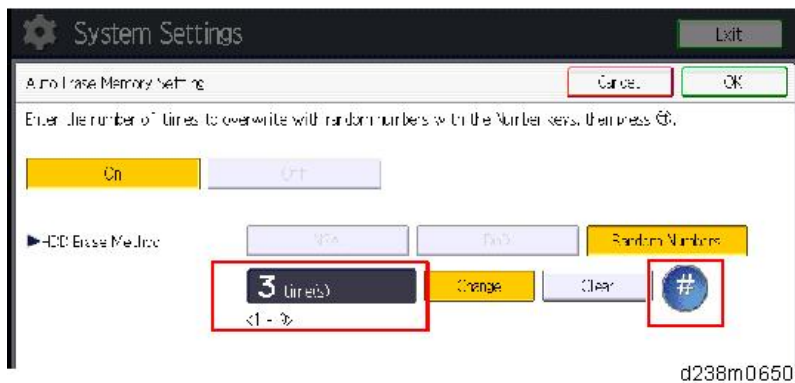 System Settings Exit
Auto Erase Memory Setting Cancel OK
Enter the number of times to overwrite with random numbers with the Number keys, then press ⊕.
On Off
▶HDD Erase Method NSA DoD Random Numbers
3 time(s) Change Clear #
<1 - 9>
d238m0650